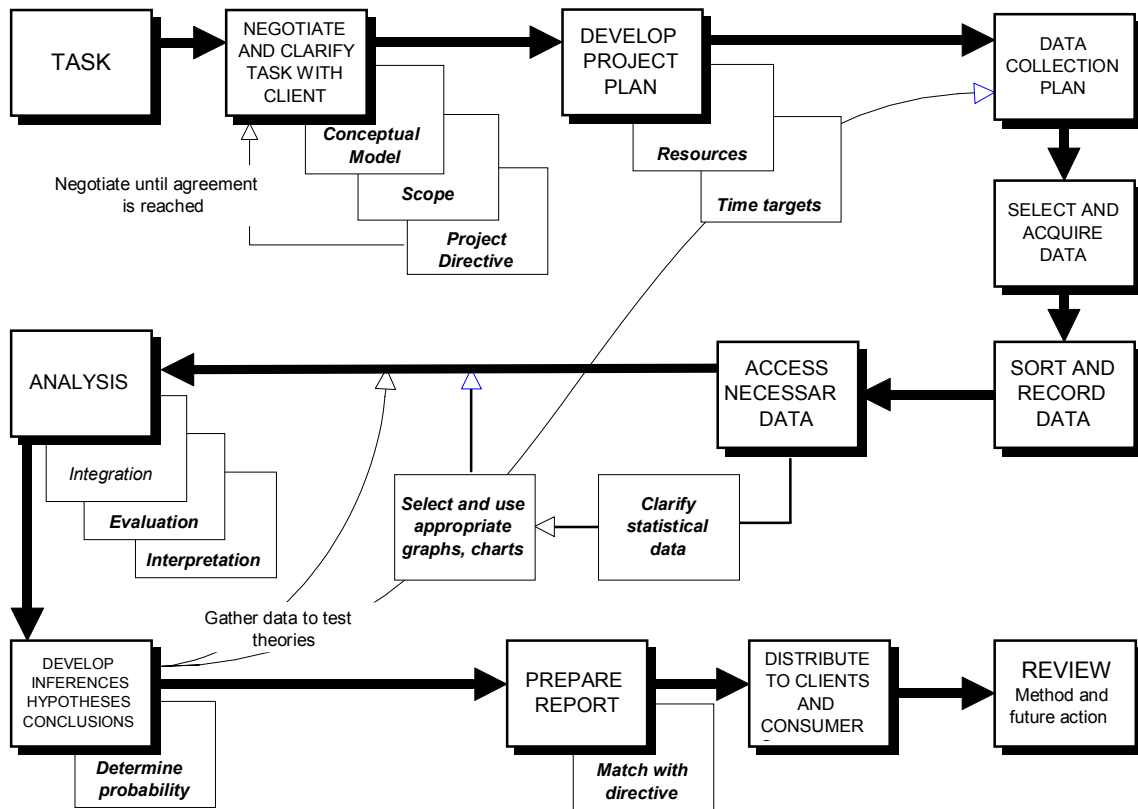 TASK
NEGOTIATE
AND CLARIFY
TASK WITH
CLIENT
DEVELOP
PROJECT
PLAN
DATA
COLLECTION
PLAN
Conceptual
Model
Scope
Project
Directive
Negotiate until agreement
is reached
Resources
Time targets
SELECT AND
ACQUIRE
DATA
SORT AND
RECORD
DATA
ACCESS
NECESSAR
DATA
ANALYSIS
Integration
Evaluation
Interpretation
Select and use
appropriate
graphs, charts
Clarify
statistical
data
Gather data to test
theories
DEVELOP
INFERENCES
HYPOTHESES
CONCLUSIONS
Determine
probability
PREPARE
REPORT
Match with
directive
DISTRIBUTE
TO CLIENTS
AND
CONSUMER
REVIEW
Method and
future action